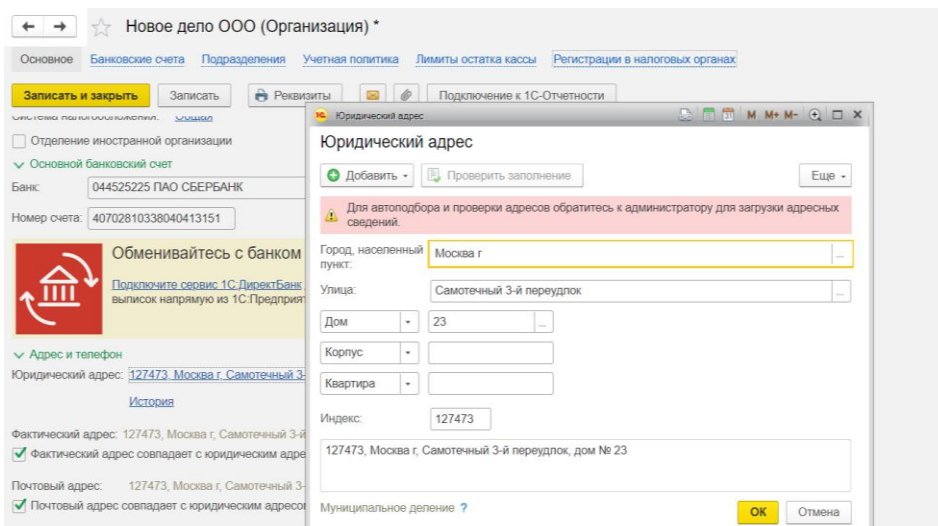 Новое дело ООО (Организация) *
Основное Банковские счета Подразделения Учетная политика Лимиты остатка кассы Регистрации в налоговых органах
Записать и закрыть Записать Реквизиты Подключение к 1С-Отчетности
Система налогообложения: Общая
Отделение иностранной организации
Основной банковский счет
Банк: 044525225 ПАО СБЕРБАНК
Номер счета: 40702810338040413151
Обменивайтесь с банком
Подключите сервис 1С:ДиректБанк
выписок напрямую из 1С:Предприят
Адрес и телефон
Юридический адрес: 127473, Москва г, Самотечный 3-
История
Фактический адрес: 127473, Москва г, Самотечный 3-й
Фактический адрес совпадает с юридическим адре
Почтовый адрес: 127473, Москва г, Самотечный 3-
Почтовый адрес совпадает с юридическим адресом
1С Юридический адрес M M+ M-
Юридический адрес
Добавить Проверить заполнение Еще
Для автоподбора и проверки адресов обратитесь к администратору для загрузки адресных
сведений.
Город, населенный
пункт: Москва г ...
Улица: Самотечный 3-й переудлок ...
Дом 23 ...
Корпус
Квартира
Индекс: 127473
127473, Москва г, Самотечный 3-й переудлок, дом № 23
Муниципальное деление ? ОК Отмена